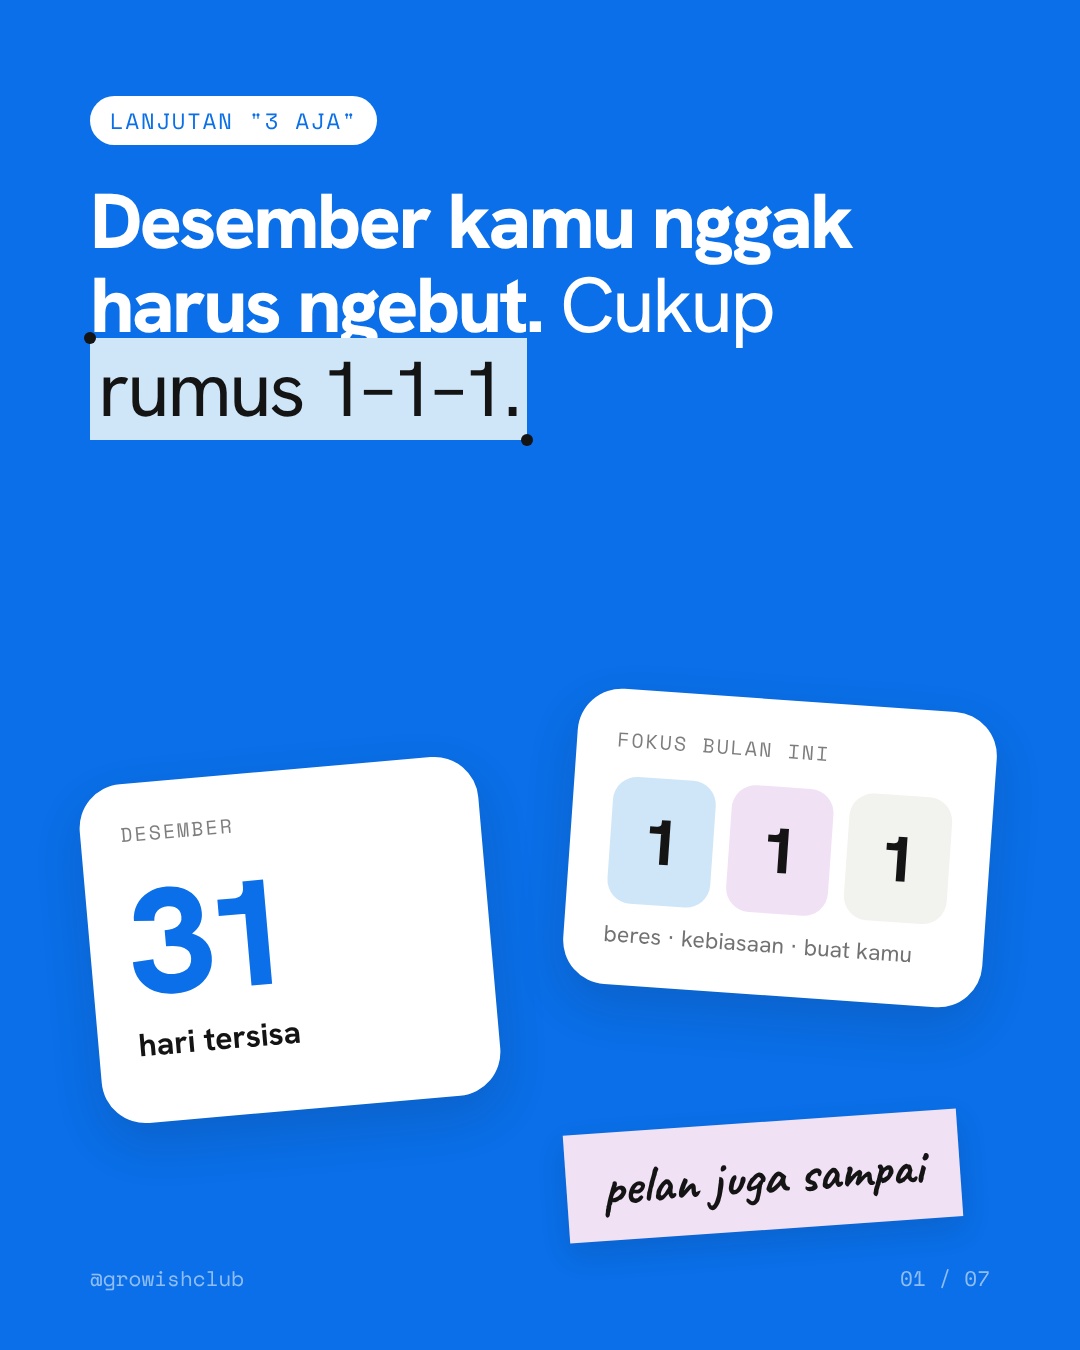 LANJUTAN "3 AJA"
Desember kamu nggak
harus ngebut. Cukup
rumus 1–1–1.
FOKUS BULAN INI
1 1 1
beres · kebiasaan · buat kamu
DESEMBER
31
hari tersisa
pelan juga sampai
@growishclub
01 / 07